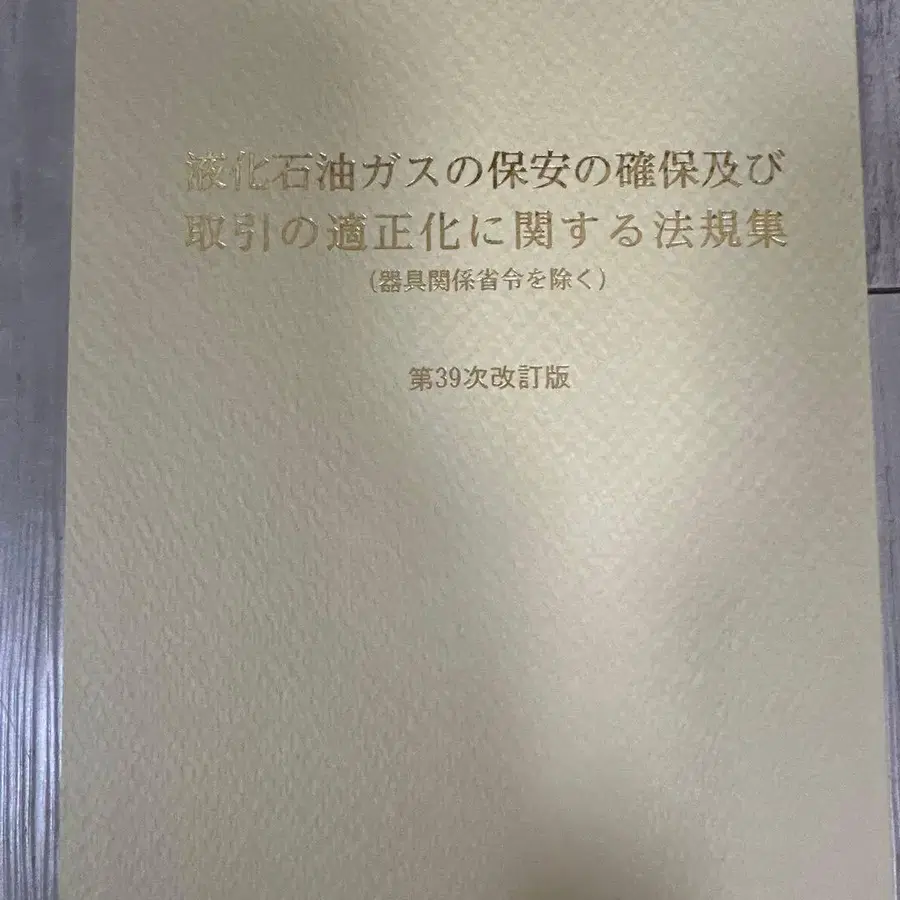 液化石油ガスの保安の確保及び
取引の適正化に関する法規集
(器具関係省令を除く)
第39次改訂版